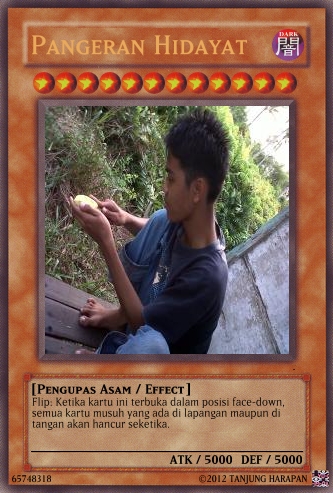 PANGERAN HIDAYAT
DARK
闇
[PENGUPAS ASAM / EFFECT]
Flip: Ketika kartu ini terbuka dalam posisi face-down,
semua kartu musuh yang ada di lapangan maupun di
tangan akan hancur seketika.
ATK / 5000 DEF / 5000
65748318
©2012 TANJUNG HARAPAN